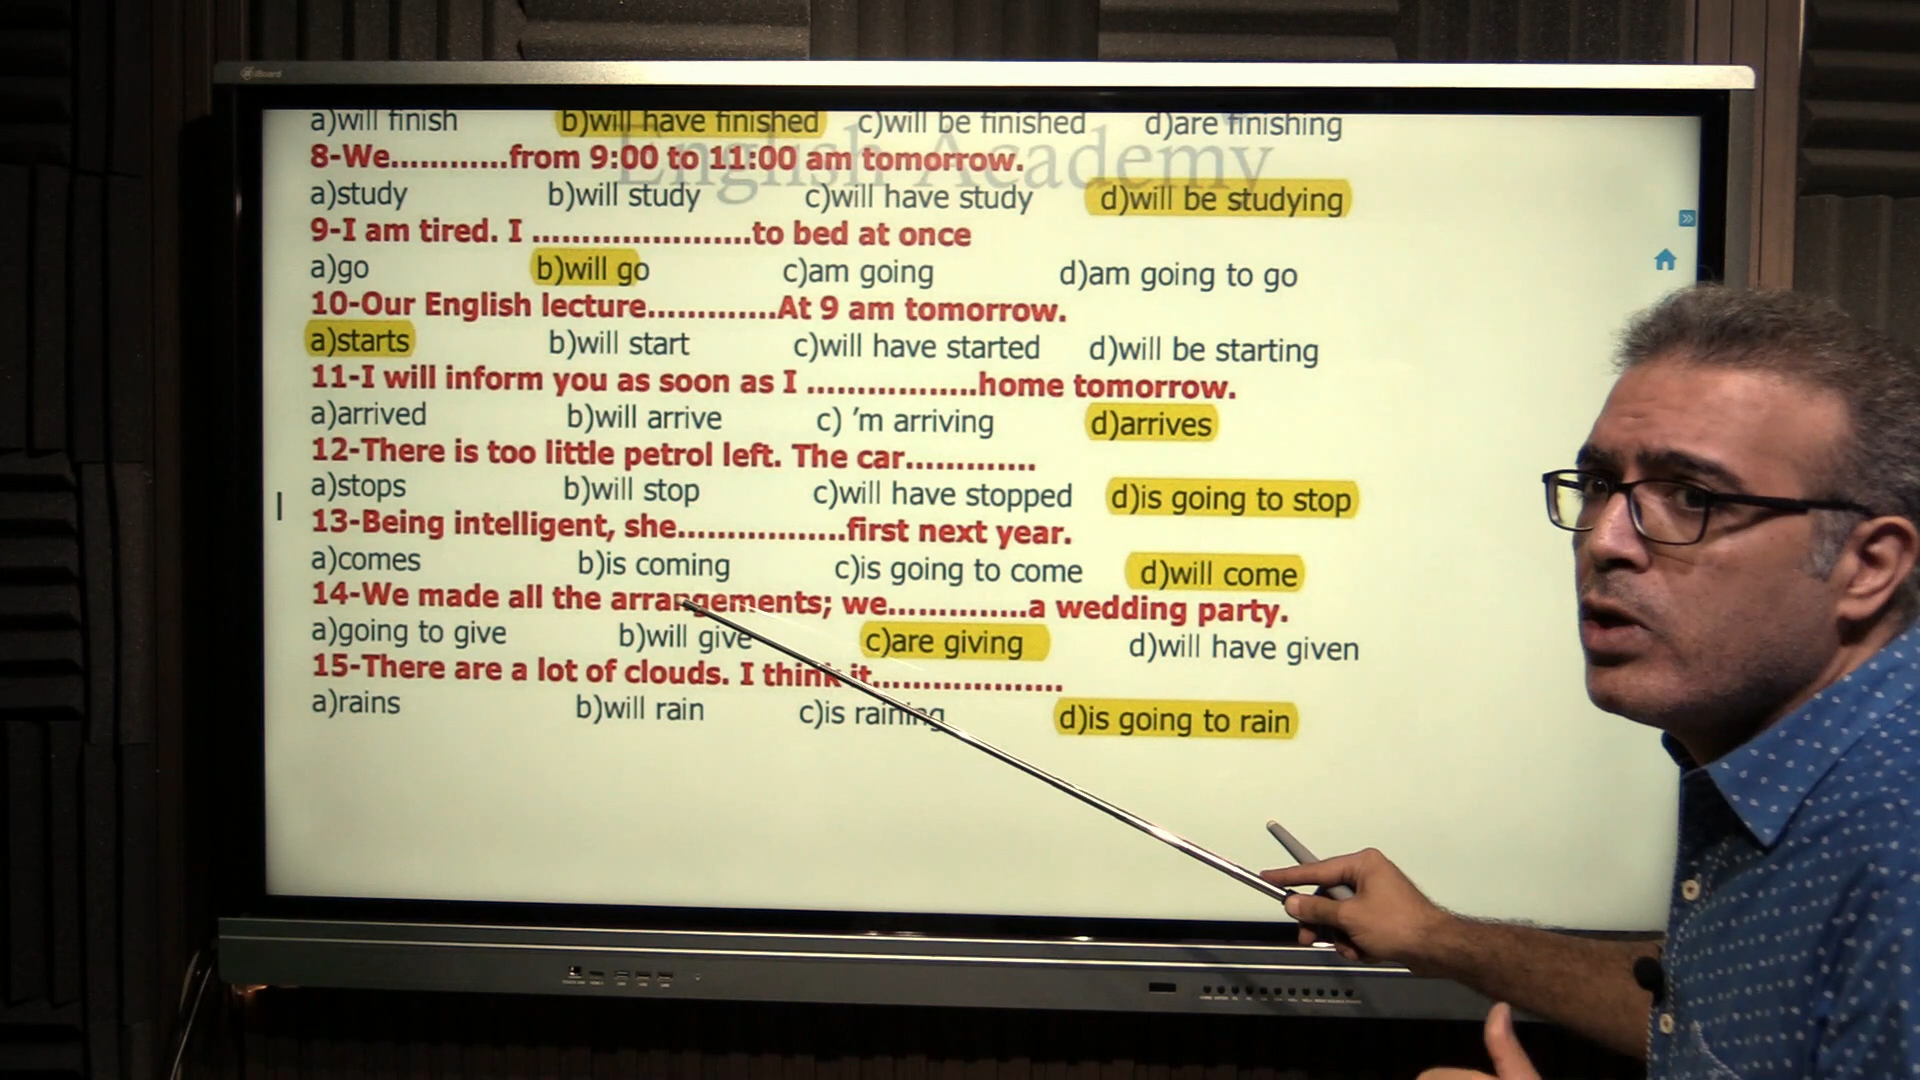 iBoard
a)will finish b)will have finished c)will be finished d)are finishing
English Academy
8-We............from 9:00 to 11:00 am tomorrow.
a)study b)will study c)will have study d)will be studying
9-I am tired. I ......................to bed at once
a)go b)will go c)am going d)am going to go
10-Our English lecture.............At 9 am tomorrow.
a)starts b)will start c)will have started d)will be starting
11-I will inform you as soon as I .................home tomorrow.
a)arrived b)will arrive c) 'm arriving d)arrives
12-There is too little petrol left. The car.............
a)stops b)will stop c)will have stopped d)is going to stop
13-Being intelligent, she.................first next year.
a)comes b)is coming c)is going to come d)will come
14-We made all the arrangements; we..............a wedding party.
a)going to give b)will give c)are giving d)will have given
15-There are a lot of clouds. I think it...................
a)rains b)will rain c)is raining d)is going to rain